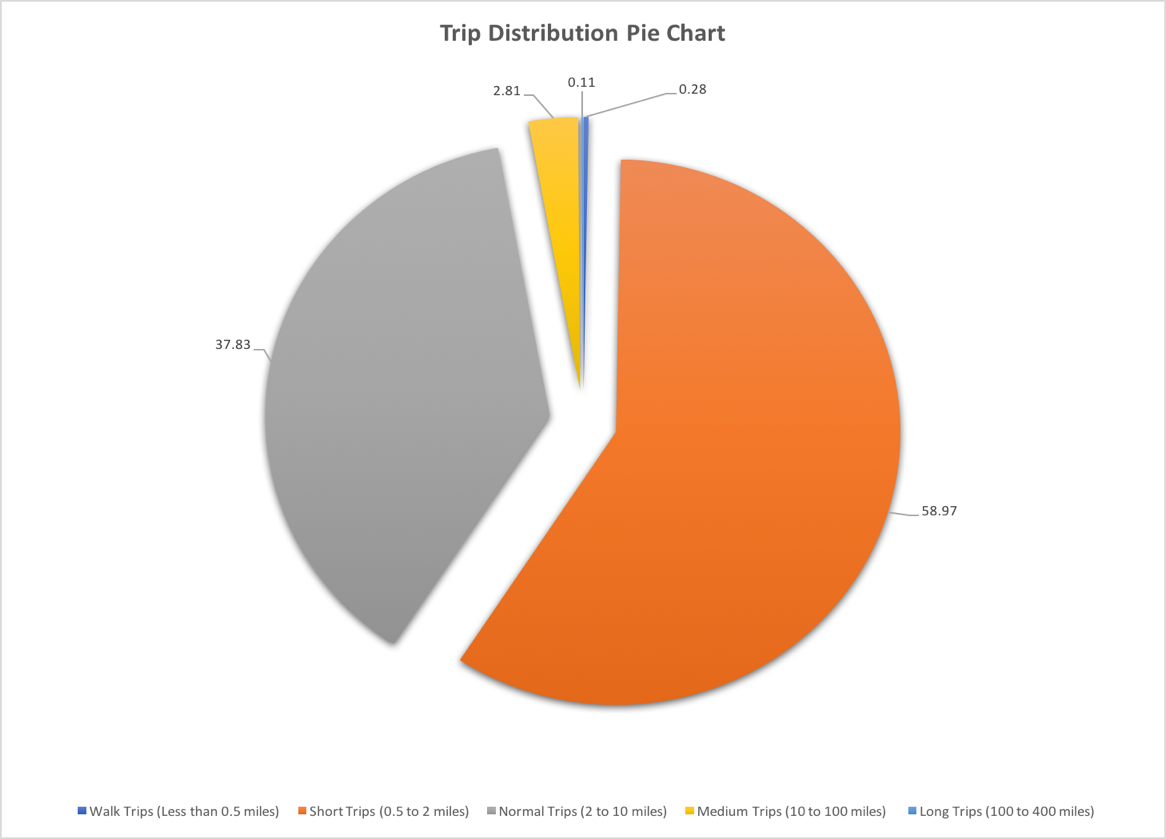 Trip Distribution Pie Chart
0.11
0.28
2.81
37.83
58.97
Walk Trips (Less than 0.5 miles) Short Trips (0.5 to 2 miles) Normal Trips (2 to 10 miles) Medium Trips (10 to 100 miles) Long Trips (100 to 400 miles)